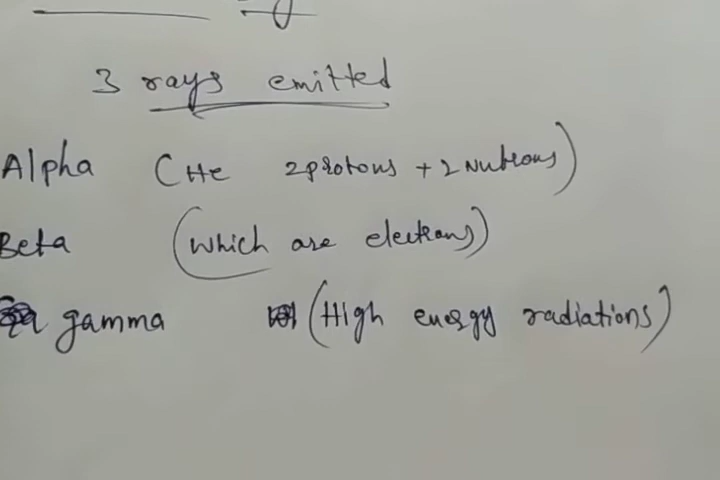 3 rays emitted
Alpha (He 2protons + 2 Nutrons)
Beta (which are electrons)
gamma (High energy radiations)